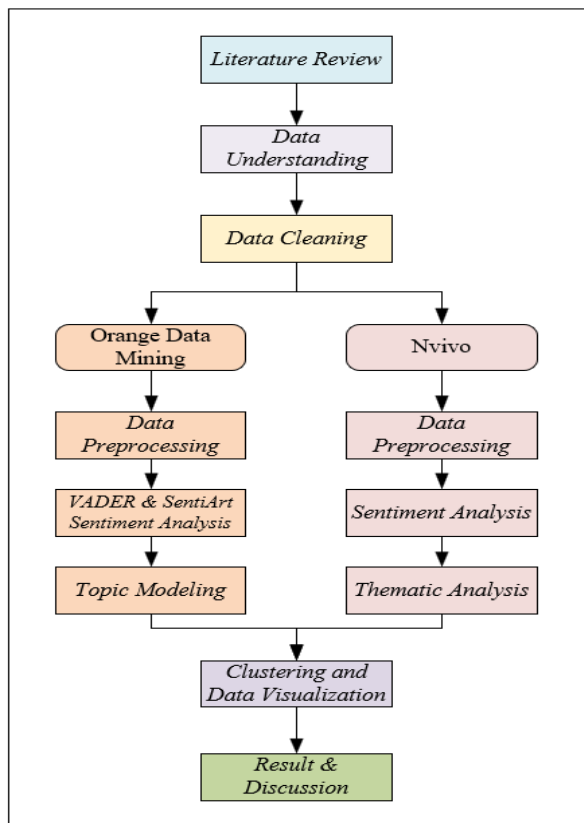 Literature Review
Data
Understanding
Data Cleaning
Orange Data
Mining
Nvivo
Data
Preprocessing
Data
Preprocessing
VADER & SentiArt
Sentiment Analysis
Sentiment Analysis
Topic Modeling
Thematic Analysis
Clustering and
Data Visualization
Result &
Discussion